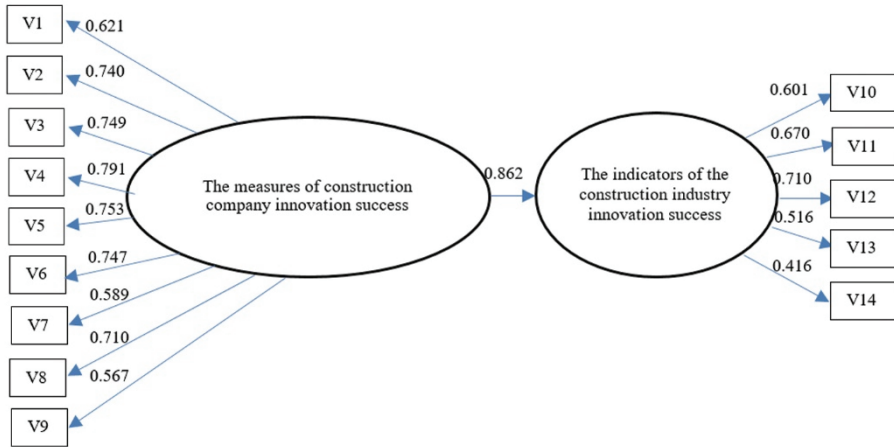 V1
0.621
V2
0.740
V3
0.749
V4
0.791
V5
0.753
V6
0.747
V7
0.589
V8
0.710
V9
0.567
The measures of construction
company innovation success
0.862
The indicators of the
construction industry
innovation success
0.601
V10
0.670
V11
0.710
V12
0.516
V13
0.416
V14